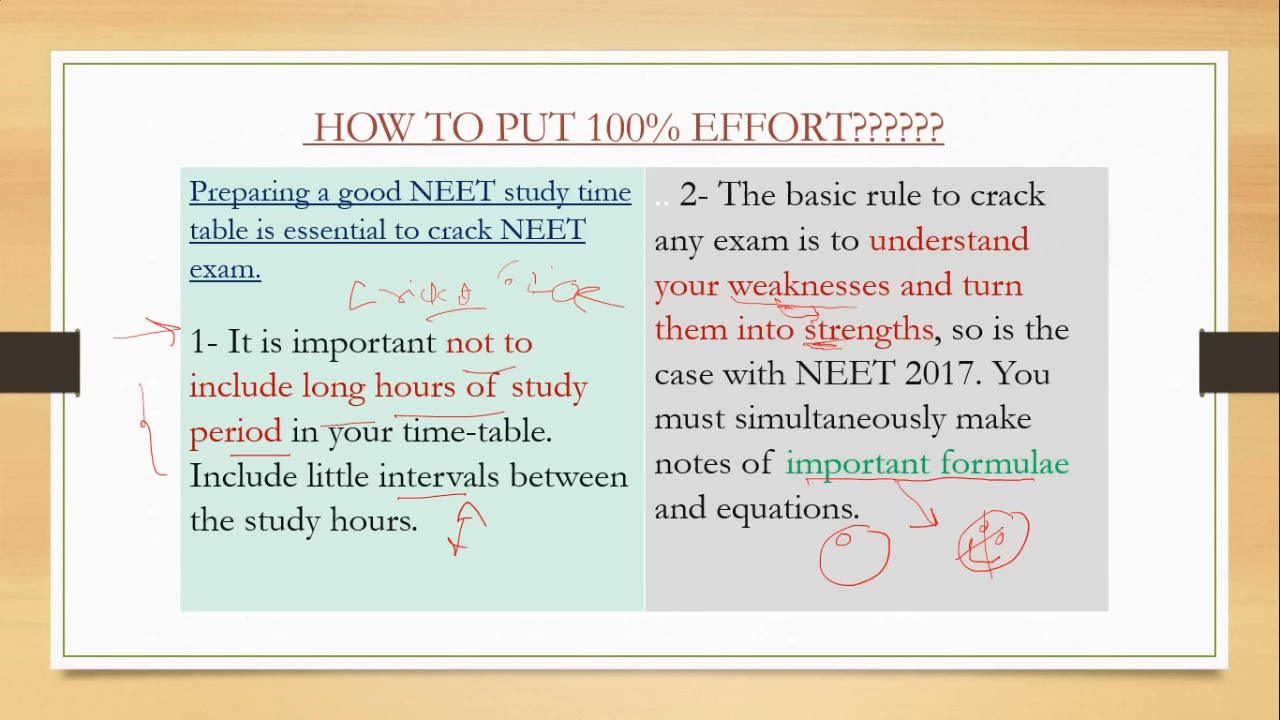 HOW TO PUT 100% EFFORT??????
Preparing a good NEET study time
table is essential to crack NEET
exam.
1- It is important not to
include long hours of study
period in your time-table.
Include little intervals between
the study hours.
.. 2- The basic rule to crack
any exam is to understand
your weaknesses and turn
them into strengths, so is the
case with NEET 2017. You
must simultaneously make
notes of important formulae
and equations.